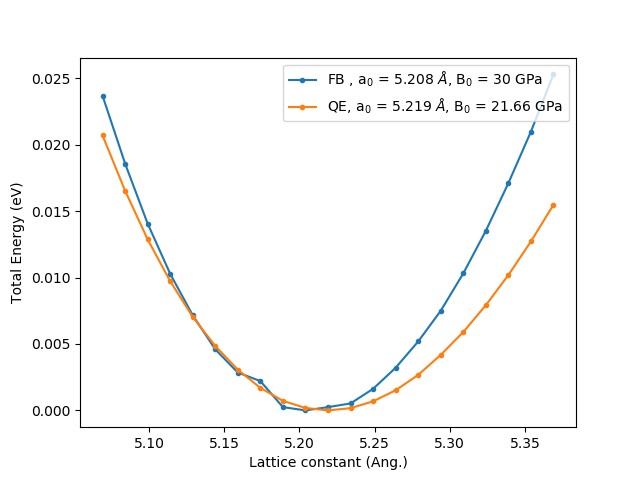 FB , a₀ = 5.208 Å, B₀ = 30 GPa
QE, a₀ = 5.219 Å, B₀ = 21.66 GPa
Total Energy (eV)
0.025
0.020
0.015
0.010
0.005
0.000
5.10 5.15 5.20 5.25 5.30 5.35
Lattice constant (Ang.)